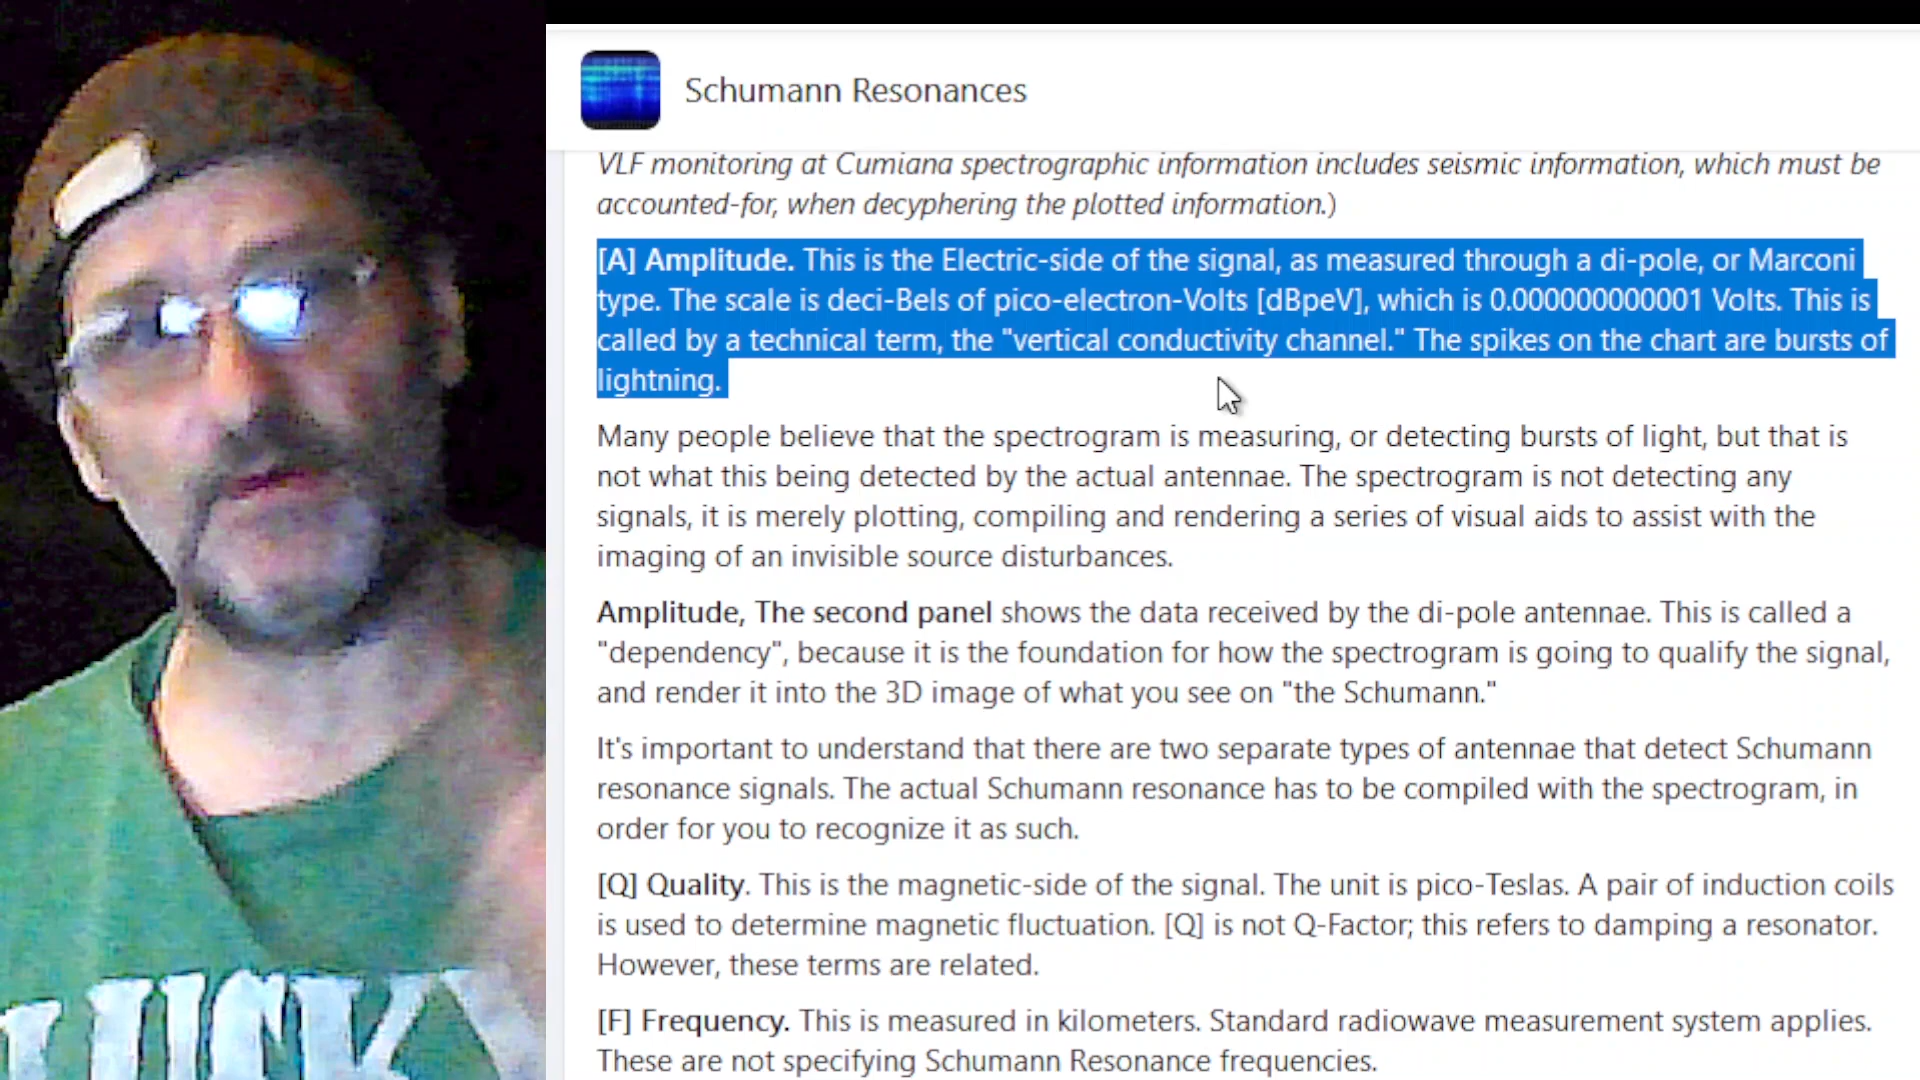 Schumann Resonances
VLF monitoring at Cumiana spectrographic information includes seismic information, which must be
accounted-for, when decyphering the plotted information.)
[A] Amplitude. This is the Electric-side of the signal, as measured through a di-pole, or Marconi
type. The scale is deci-Bels of pico-electron-Volts [dBpeV], which is 0.000000000001 Volts. This is
called by a technical term, the "vertical conductivity channel." The spikes on the chart are bursts of
lightning.
Many people believe that the spectrogram is measuring, or detecting bursts of light, but that is
not what this being detected by the actual antennae. The spectrogram is not detecting any
signals, it is merely plotting, compiling and rendering a series of visual aids to assist with the
imaging of an invisible source disturbances.
Amplitude, The second panel shows the data received by the di-pole antennae. This is called a
"dependency", because it is the foundation for how the spectrogram is going to qualify the signal,
and render it into the 3D image of what you see on "the Schumann."
It's important to understand that there are two separate types of antennae that detect Schumann
resonance signals. The actual Schumann resonance has to be compiled with the spectrogram, in
order for you to recognize it as such.
[Q] Quality. This is the magnetic-side of the signal. The unit is pico-Teslas. A pair of induction coils
is used to determine magnetic fluctuation. [Q] is not Q-Factor; this refers to damping a resonator.
However, these terms are related.
[F] Frequency. This is measured in kilometers. Standard radiowave measurement system applies.
These are not specifying Schumann Resonance frequencies.
LUCKY